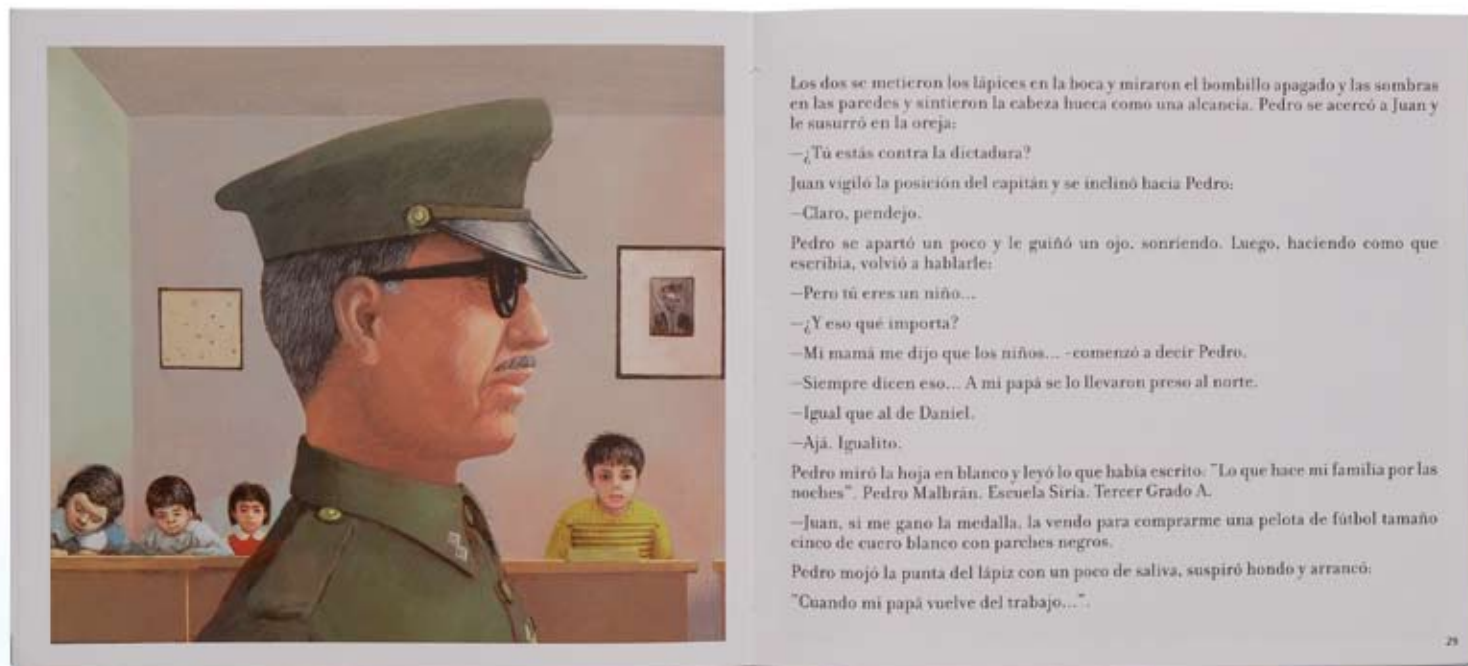 Los dos se metieron los lápices en la boca y miraron el bombillo apagado y las sombras
en las paredes y sintieron la cabeza hueca como una alcancía. Pedro se acercó a Juan y
le susurró en la oreja:
—¿Tú estás contra la dictadura?
Juan vigiló la posición del capitán y se inclinó hacia Pedro:
—Claro, pendejo.
Pedro se apartó un poco y le guiñó un ojo, sonriendo. Luego, haciendo como que
escribía, volvió a hablarle:
—Pero tú eres un niño...
—¿Y eso qué importa?
—Mi mamá me dijo que los niños... -comenzó a decir Pedro.
—Siempre dicen eso... A mi papá se lo llevaron preso al norte.
—Igual que al de Daniel.
—Ajá. Igualito.
Pedro miró la hoja en blanco y leyó lo que había escrito: "Lo que hace mi familia por las
noches". Pedro Malbrán. Escuela Siria. Tercer Grado A.
—Juan, si me gano la medalla, la vendo para comprarme una pelota de fútbol tamaño
cinco de cuero blanco con parches negros.
Pedro mojó la punta del lápiz con un poco de saliva, suspiró hondo y arrancó:
"Cuando mi papá vuelve del trabajo...".
29